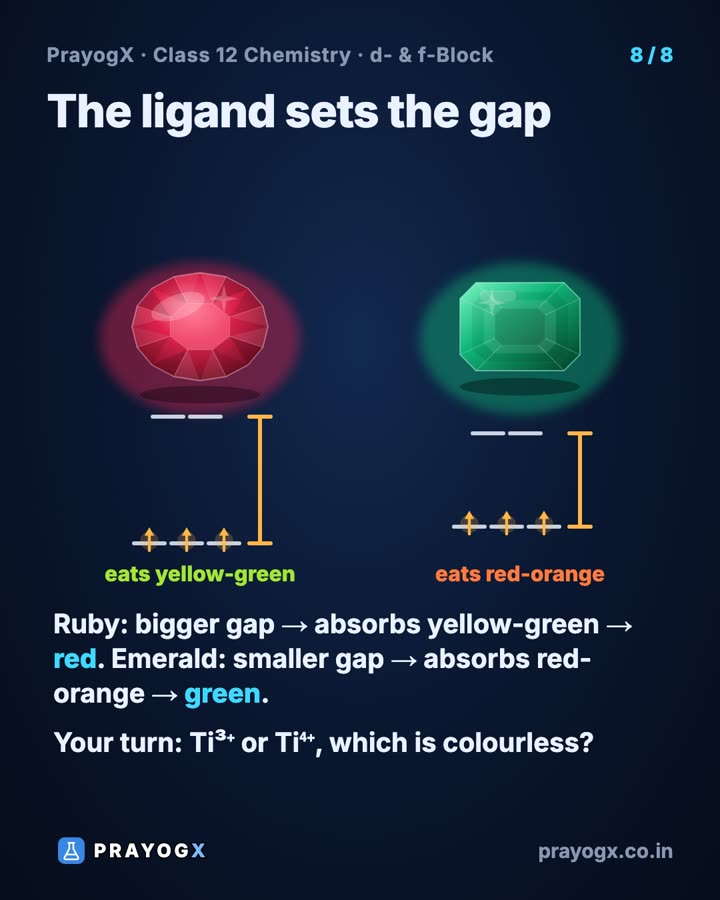 PrayogX · Class 12 Chemistry · d- & f-Block
8 / 8
The ligand sets the gap
eats yellow-green
eats red-orange
Ruby: bigger gap → absorbs yellow-green →
red. Emerald: smaller gap → absorbs red-
orange → green.
Your turn: Ti³⁺ or Ti⁴⁺, which is colourless?
PRAYOGX
prayogx.co.in